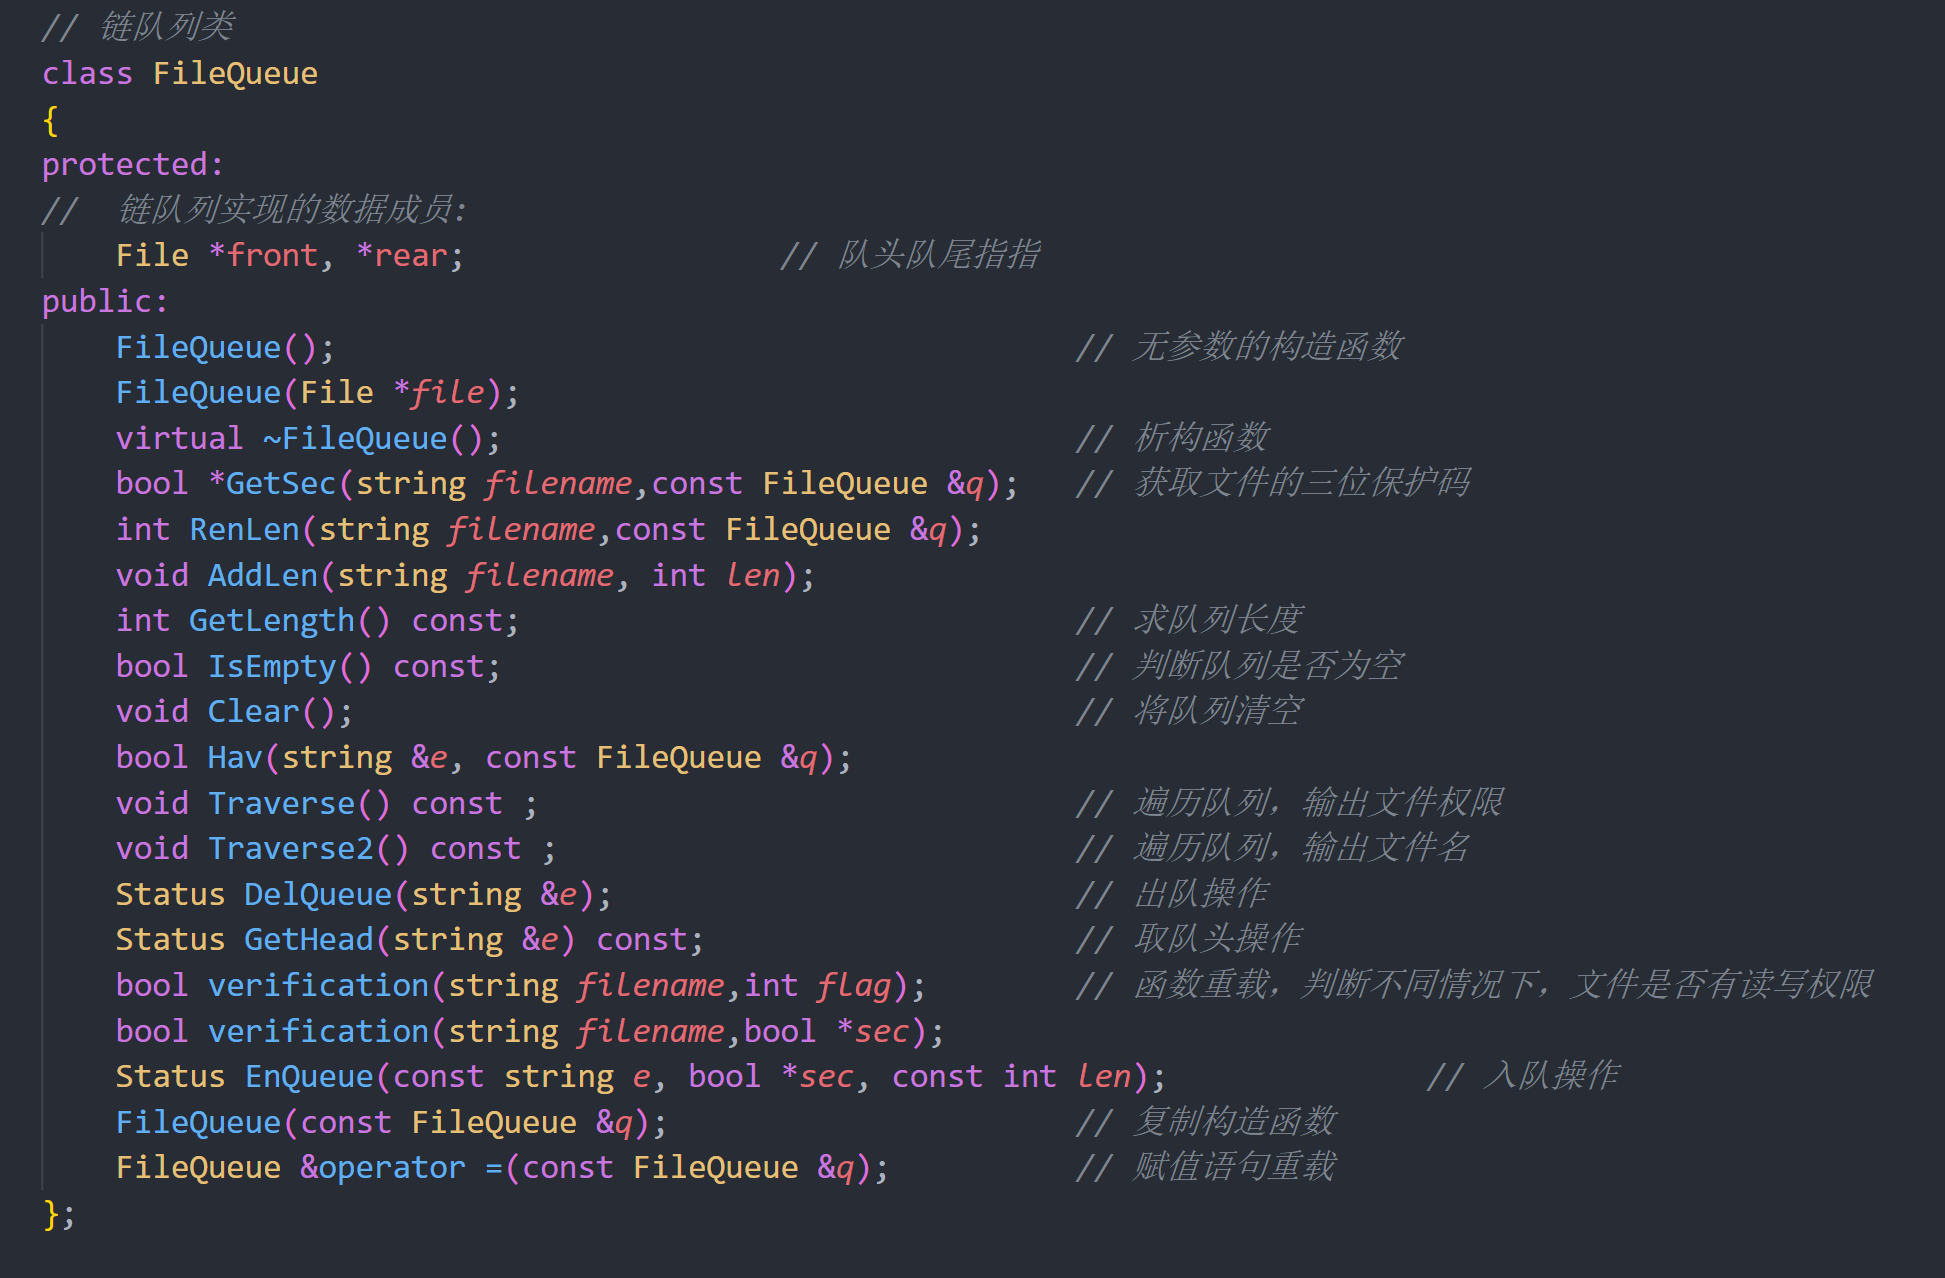 // 链队列类
class FileQueue
{
protected:
//  链队列实现的数据成员:
    File *front, *rear;                 // 队头队尾指指
public:
    FileQueue();                                        // 无参数的构造函数
    FileQueue(File *file);
    virtual ~FileQueue();                               // 析构函数
    bool *GetSec(string filename,const FileQueue &q);   // 获取文件的三位保护码
    int RenLen(string filename,const FileQueue &q);
    void AddLen(string filename, int len);
    int GetLength() const;                              // 求队列长度
    bool IsEmpty() const;                               // 判断队列是否为空
    void Clear();                                       // 将队列清空
    bool Hav(string &e, const FileQueue &q);
    void Traverse() const ;                             // 遍历队列，输出文件权限
    void Traverse2() const ;                            // 遍历队列，输出文件名
    Status DelQueue(string &e);                         // 出队操作
    Status GetHead(string &e) const;                    // 取队头操作
    bool verification(string filename,int flag);        // 函数重载，判断不同情况下，文件是否有读写权限
    bool verification(string filename,bool *sec);
    Status EnQueue(const string e, bool *sec, const int len);              // 入队操作
    FileQueue(const FileQueue &q);                      // 复制构造函数
    FileQueue &operator =(const FileQueue &q);          // 赋值语句重载
};